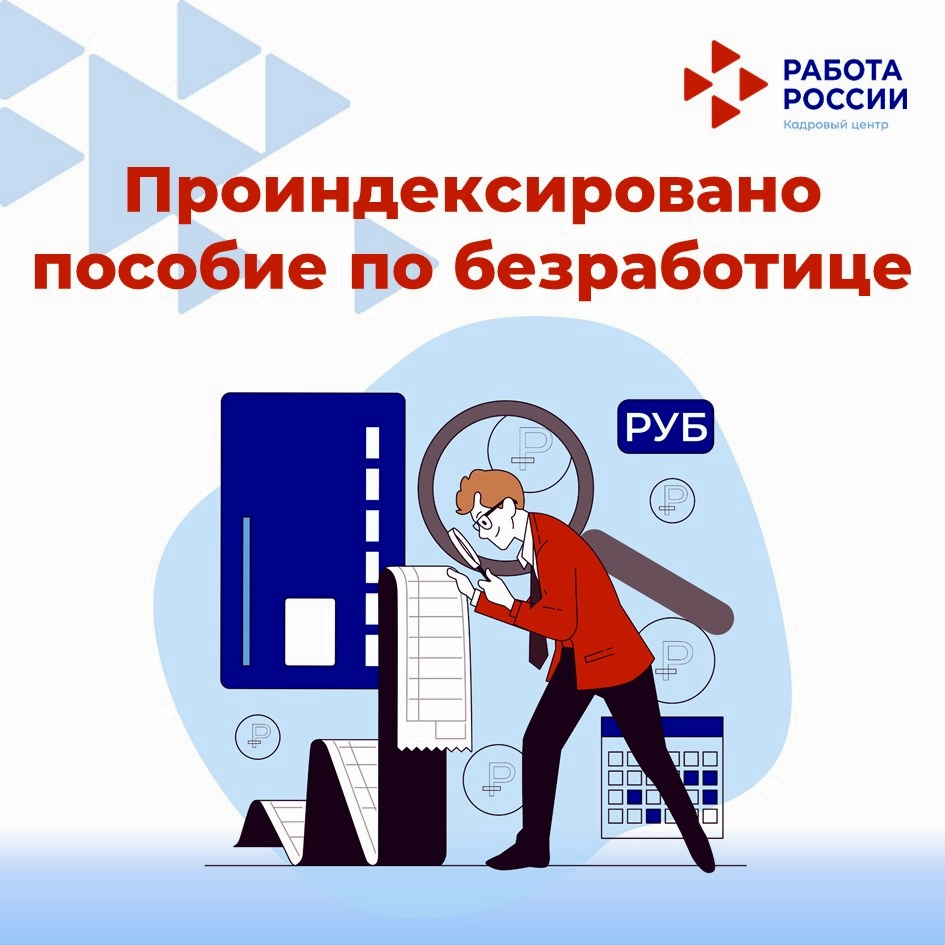 РАБОТА
РОССИИ
Кадровый центр
Проиндексировано
пособие по безработице
РУБ